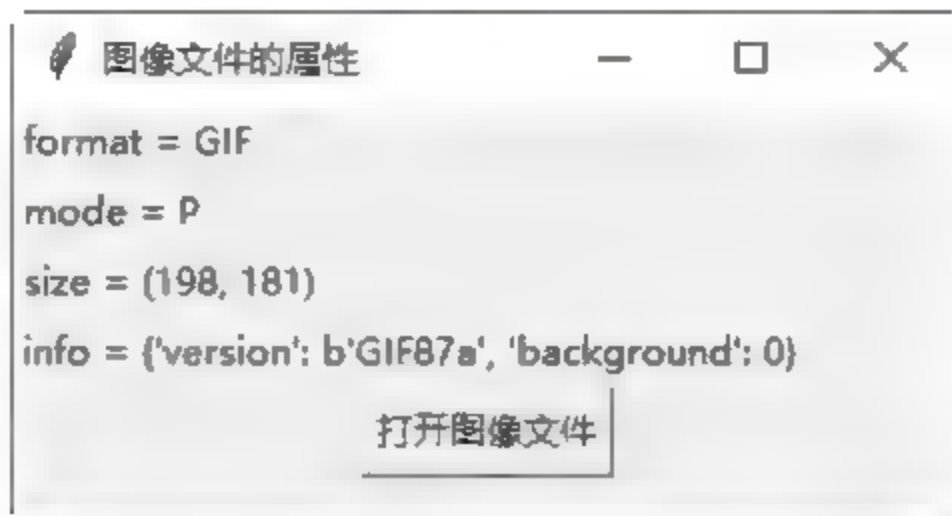 图像文件的属性
format = GIF
mode = P
size = (198, 181)
info = {'version': b'GIF87a', 'background': 0}
打开图像文件